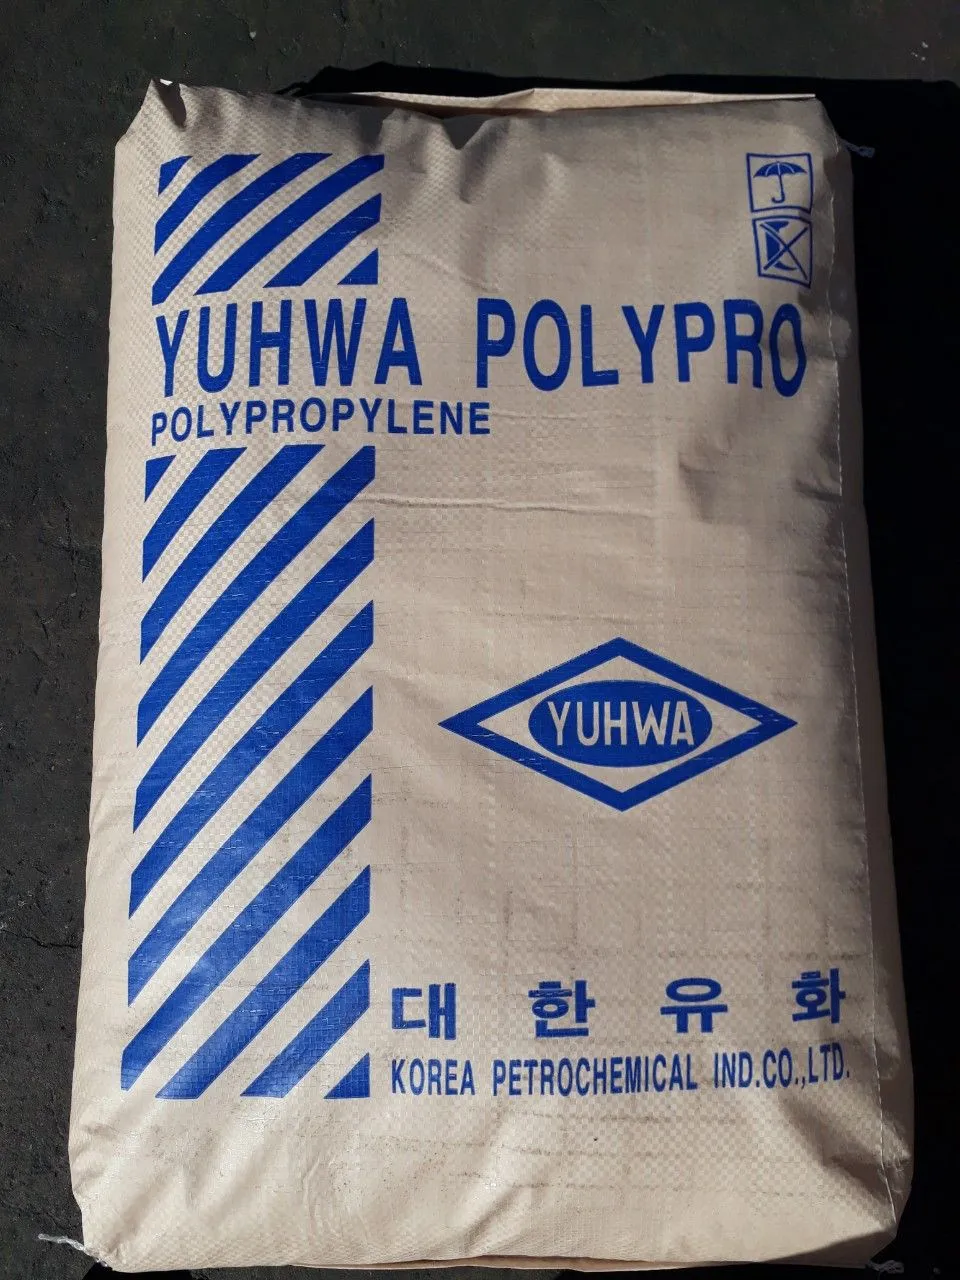 YUHWA POLYPRO
POLYPROPYLENE
YUHWA
대한유화
KOREA PETROCHEMICAL IND.CO.,LTD.